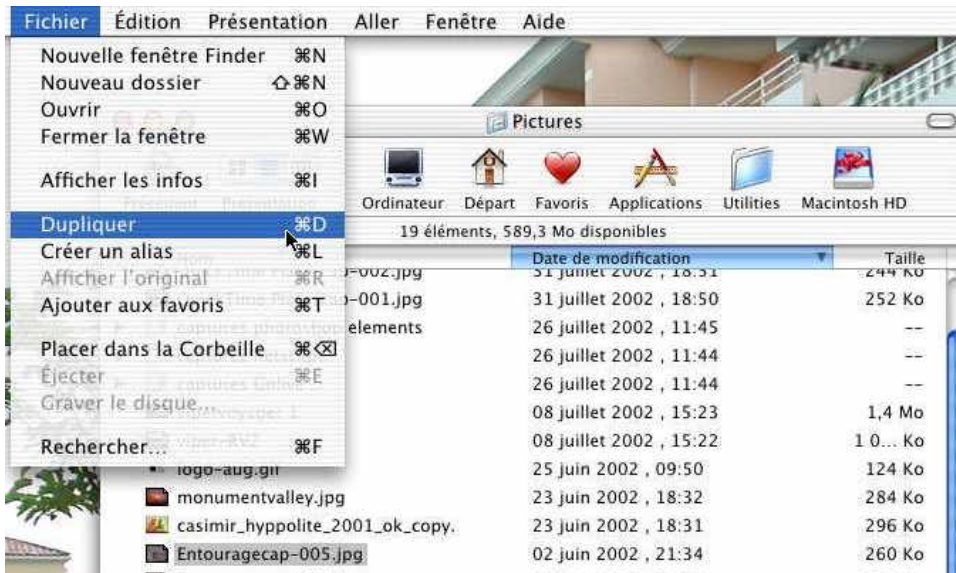 Fichier Édition Présentation Aller Fenêtre Aide
Nouvelle fenêtre Finder ⌘N
Nouveau dossier ⇧⌘N
Ouvrir ⌘O
Fermer la fenêtre ⌘W
Afficher les infos ⌘I
Dupliquer ⌘D
Créer un alias ⌘L
Afficher l'original ⌘R
Ajouter aux favoris ⌘T
Placer dans la Corbeille ⌘⌫
Éjecter ⌘E
Graver le disque...
Rechercher... ⌘F
Pictures
Ordinateur Départ Favoris Applications Utilities Macintosh HD
19 éléments, 589,3 Mo disponibles
Date de modification Taille
-002.jpg 31 juillet 2002 , 18:51 244 Ko
-001.jpg 31 juillet 2002 , 18:50 252 Ko
elements 26 juillet 2002 , 11:45 --
26 juillet 2002 , 11:44 --
26 juillet 2002 , 11:44 --
08 juillet 2002 , 15:23 1,4 Mo
08 juillet 2002 , 15:22 1 0... Ko
logo-aug.gif 25 juin 2002 , 09:50 124 Ko
monumentvalley.jpg 23 juin 2002 , 18:32 284 Ko
casimir_hyppolite_2001_ok_copy. 23 juin 2002 , 18:31 296 Ko
Entouragecap-005.jpg 02 juin 2002 , 21:34 260 Ko